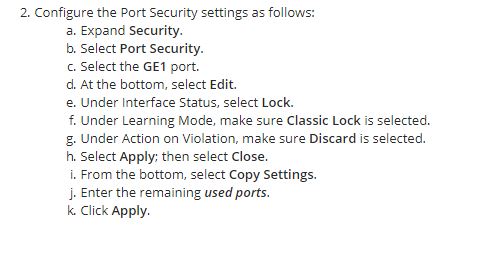 2. Configure the Port Security settings as follows:
a. Expand Security.
b. Select Port Security.
c. Select the GE1 port.
d. At the bottom, select Edit.
e. Under Interface Status, select Lock.
f. Under Learning Mode, make sure Classic Lock is selected.
g. Under Action on Violation, make sure Discard is selected.
h. Select Apply; then select Close.
i. From the bottom, select Copy Settings.
j. Enter the remaining used ports.
k. Click Apply.